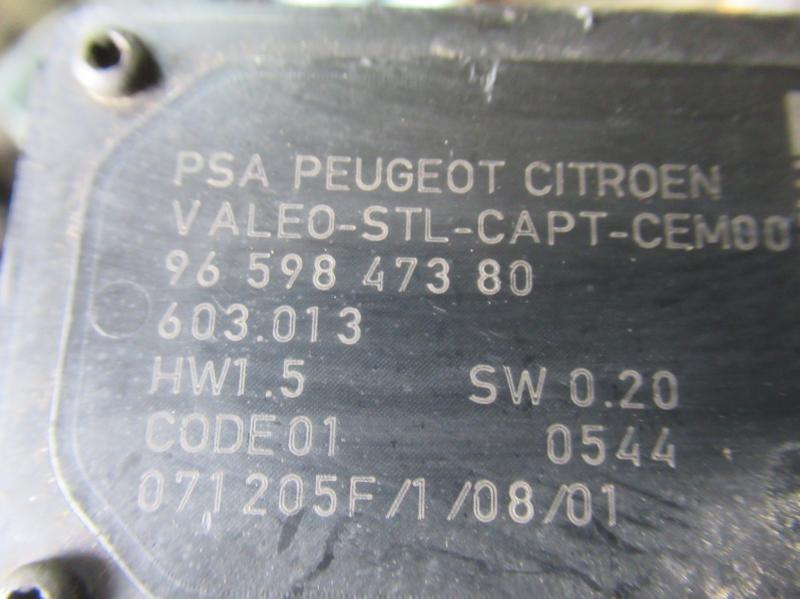 PSA PEUGEOT CITROEN
VALEO-STL-CAPT-CEM00
96 598 473 80
603.013
HW1.5 SW 0.20
CODE01 0544
071205F/1/08/01